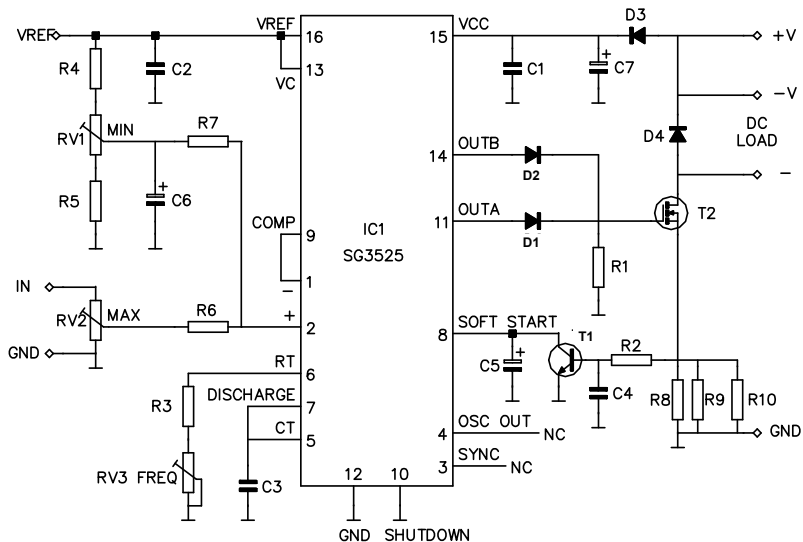 VREF
VREF
16
15
VCC
D3
+V
R4
C2
13
VC
C1
+
C7
-V
RV1
MIN
R7
14
OUTB
D2
D4
DC
LOAD
R5
+
C6
COMP
9
IC1
SG3525
11
OUTA
D1
-
T2
IN
1
-
R1
RV2
MAX
R6
+
2
8
SOFT START
T1
GND
RT
6
+
C5
R2
R3
DISCHARGE
7
C4
R8
R9
R10
CT
5
4
OSC OUT
NC
GND
RV3 FREQ
C3
12
10
3
SYNC
NC
GND
SHUTDOWN